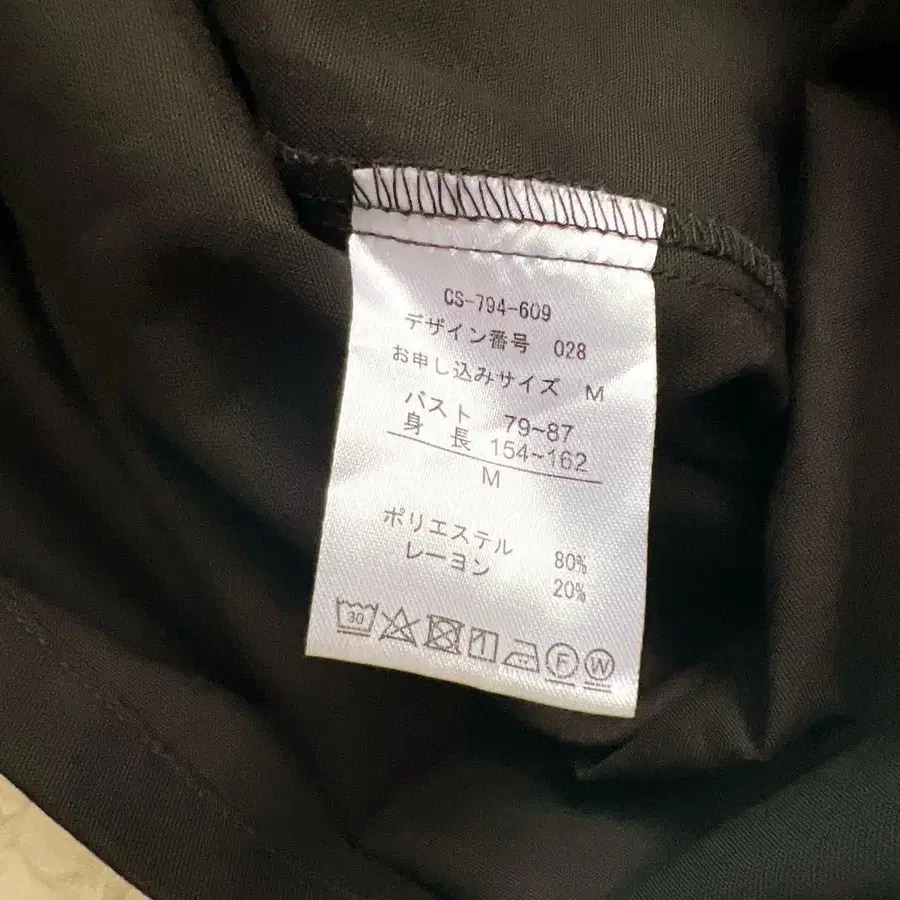 CS-794-609
デザイン番号 028
お申し込みサイズ M
バスト 79~87
身長 154~162
M
ポリエステル 80%
レーヨン 20%
30 F W